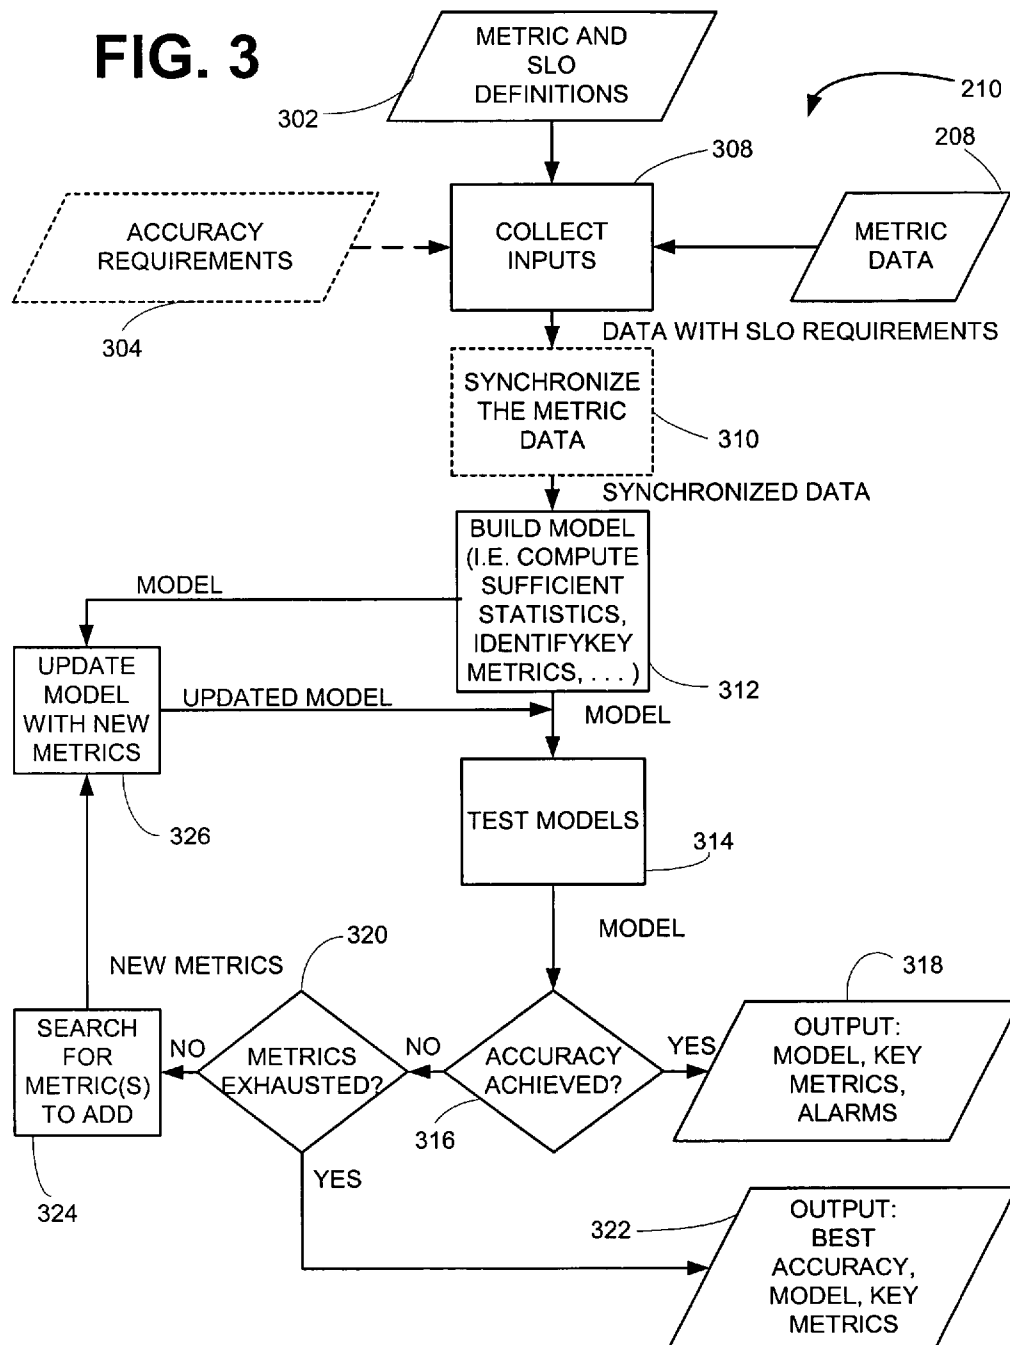 FIG. 3
METRIC AND
SLO
DEFINITIONS
302
210
308
208
ACCURACY
REQUIREMENTS
COLLECT
INPUTS
METRIC
DATA
304
DATA WITH SLO REQUIREMENTS
SYNCHRONIZE
THE METRIC
DATA
310
SYNCHRONIZED DATA
BUILD MODEL
(I.E. COMPUTE
SUFFICIENT
STATISTICS,
IDENTIFYKEY
METRICS, . . . )
MODEL
312
UPDATE
MODEL
WITH NEW
METRICS
UPDATED MODEL
MODEL
326
TEST MODELS
314
MODEL
320
NEW METRICS
318
SEARCH
FOR
METRIC(S)
TO ADD
NO
METRICS
EXHAUSTED?
NO
ACCURACY
ACHIEVED?
YES
OUTPUT:
MODEL, KEY
METRICS,
ALARMS
316
324
YES
322
OUTPUT:
BEST
ACCURACY,
MODEL, KEY
METRICS